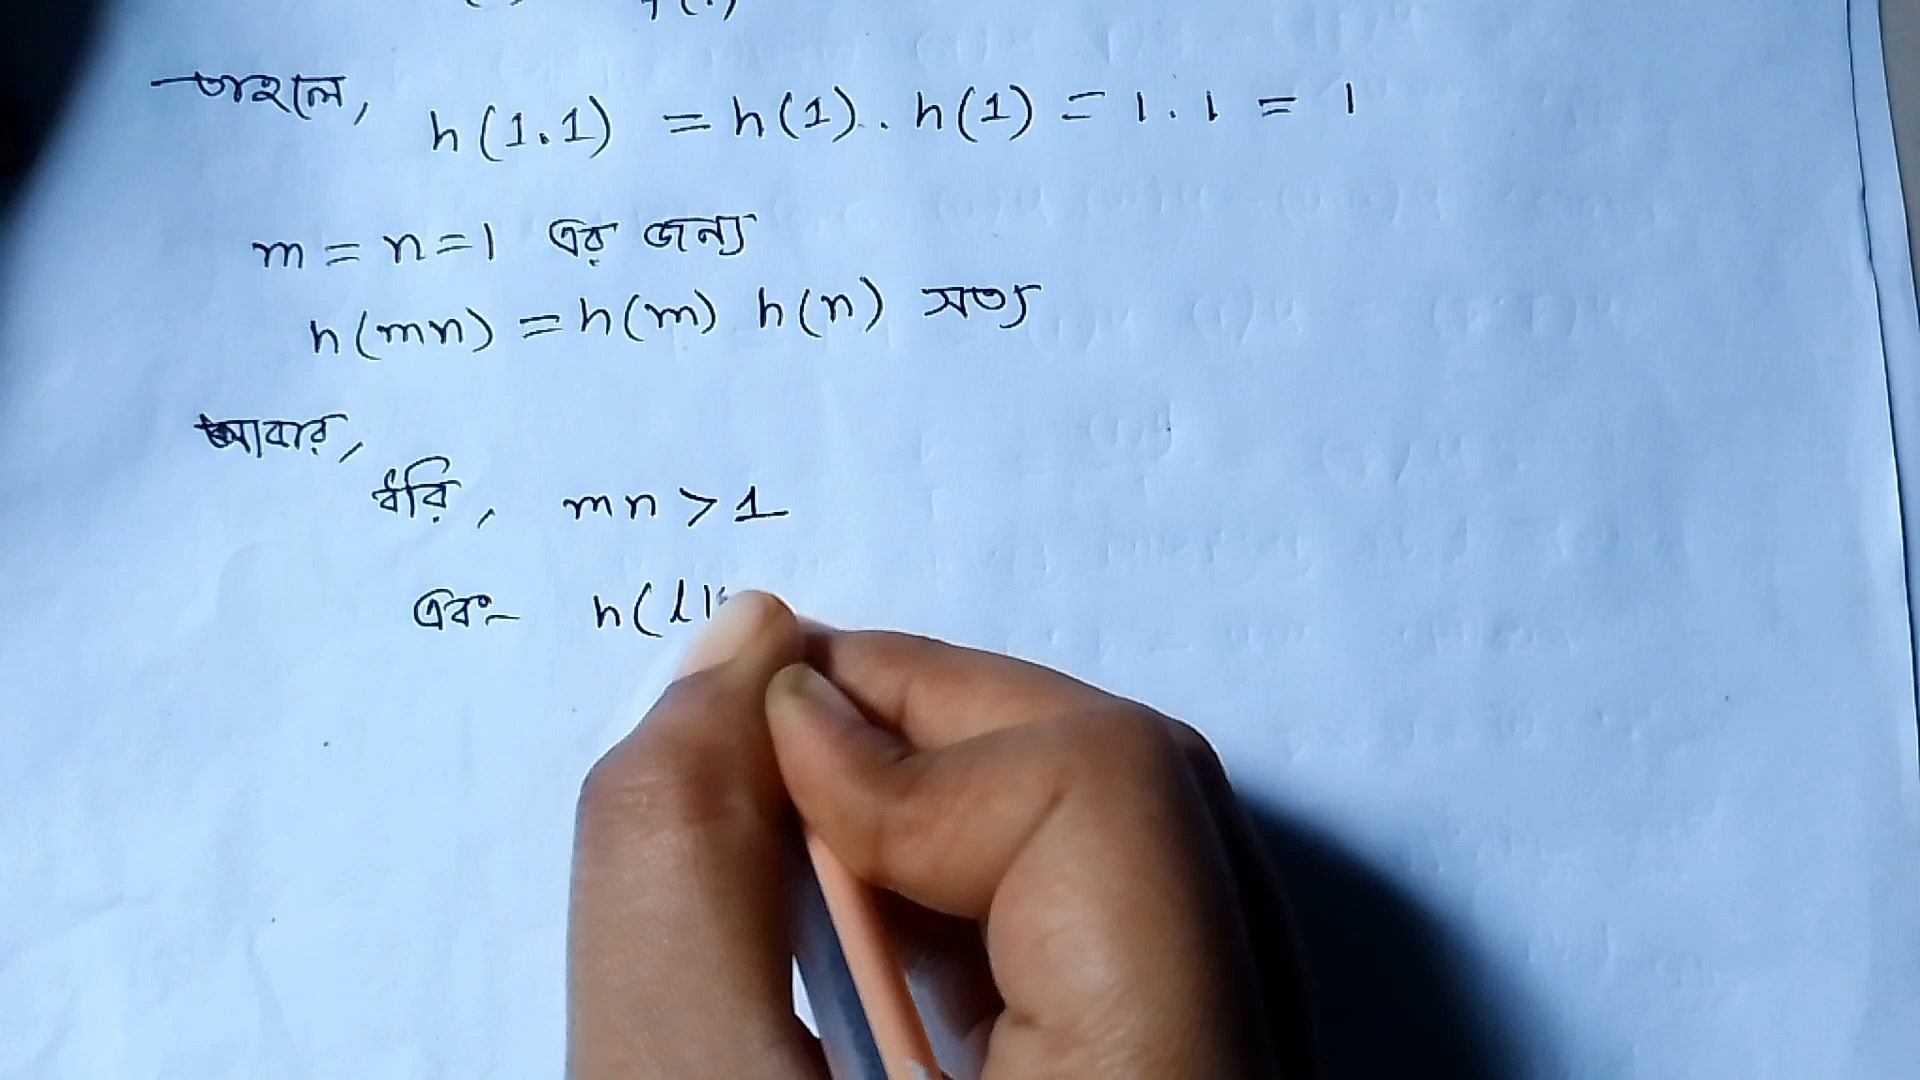 তাহলে, h(1.1) = h(1). h(1) = 1.1 = 1
m = n = 1 এর জন্য
h(mn) = h(m) h(n) সত্য
আবার,
ধরি, mn > 1
এবং h(l